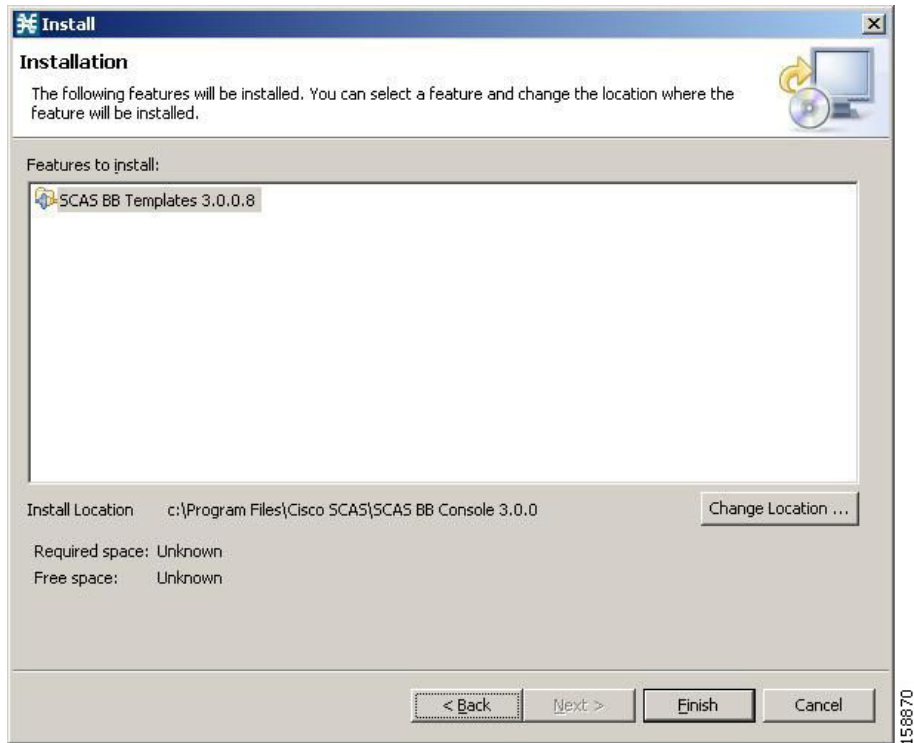 Install
Installation
The following features will be installed. You can select a feature and change the location where the
feature will be installed.
Features to install:
SCAS BB Templates 3.0.0.8
Install Location c:\Program Files\Cisco SCAS\SCAS BB Console 3.0.0
Change Location ...
Required space: Unknown
Free space: Unknown
< Back
Next >
Finish
Cancel
158870